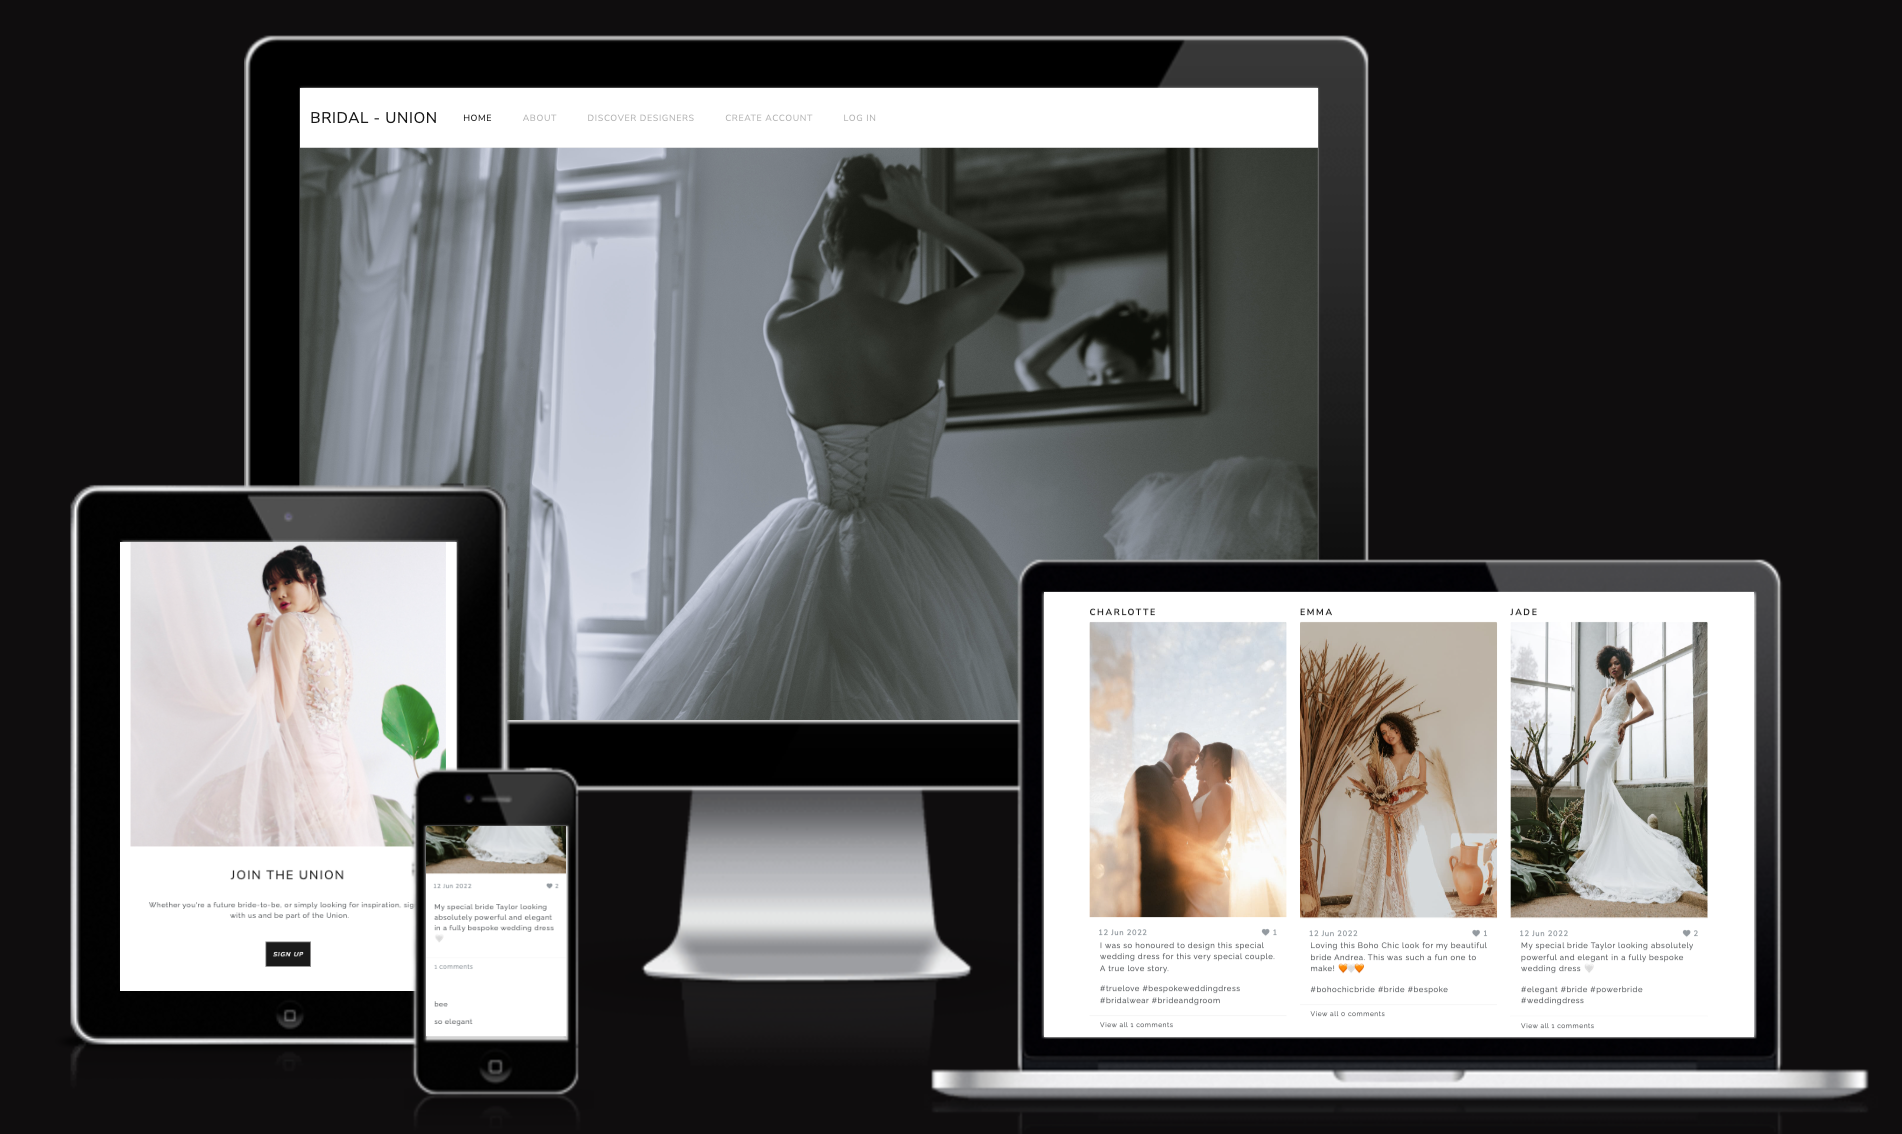 BRIDAL - UNION HOME ABOUT DISCOVER DESIGNERS CREATE ACCOUNT LOG IN
JOIN THE UNION
Whether you're a future bride-to-be, or simply looking for inspiration, sig
with us and be part of the Union.
SIGN UP
12 Jun 2022 2
My special bride Taylor looking
absolutely powerful and elegant
in a fully bespoke wedding dress
🤍
1 comments
bee
so elegant
CHARLOTTE
12 Jun 2022 1
I was so honoured to design this special
wedding dress for this very special couple.
A true love story.
#truelove #bespokeweddingdress
#bridalwear #brideandgroom
View all 1 comments
EMMA
12 Jun 2022 1
Loving this Boho Chic look for my beautiful
bride Andrea. This was such a fun one to
make! 🧡🤍🧡
#bohochicbride #bride #bespoke
View all 0 comments
JADE
12 Jun 2022 2
My special bride Taylor looking absolutely
powerful and elegant in a fully bespoke
wedding dress 🤍
#elegant #bride #powerbride
#weddingdress
View all 1 comments